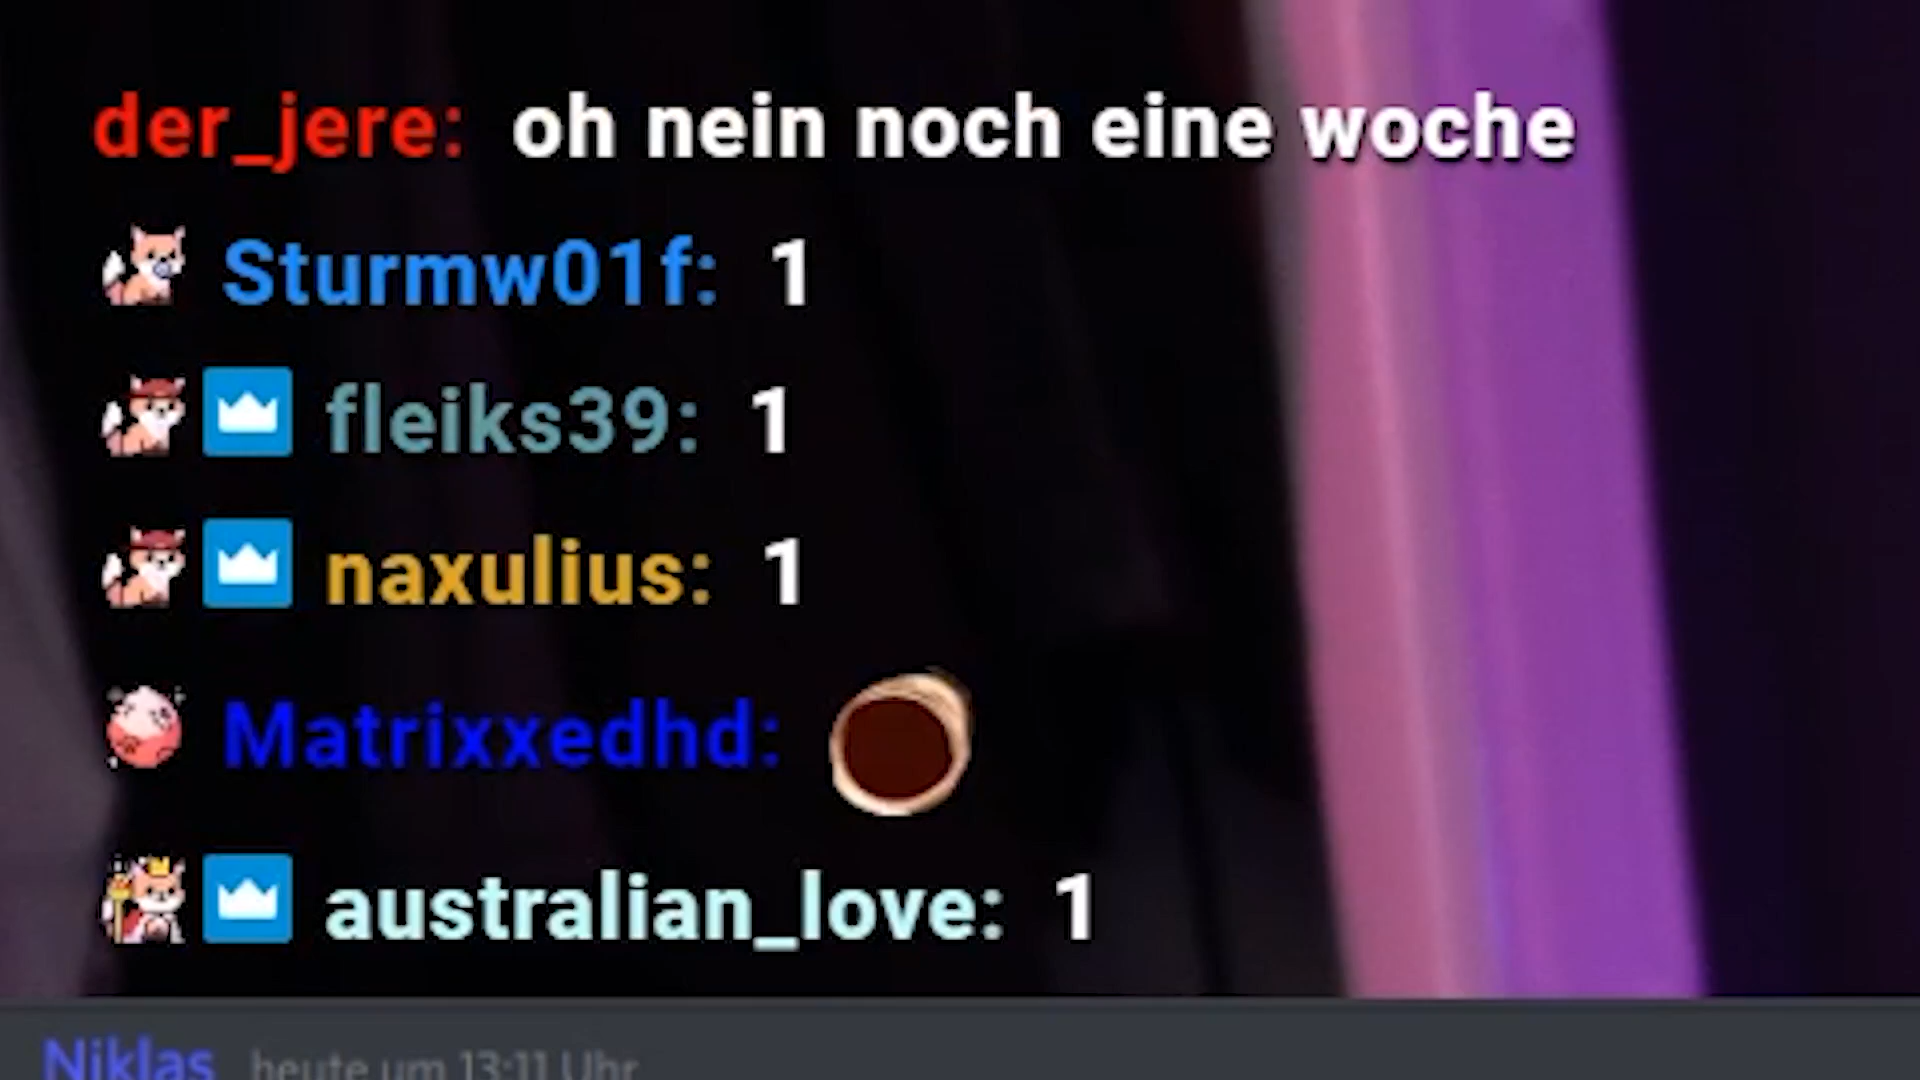 der_jere: oh nein noch eine woche
Sturmw01f: 1
fleiks39: 1
naxulius: 1
Matrixxedhd:
australian_love: 1
Niklas heute um 13:11 Uhr